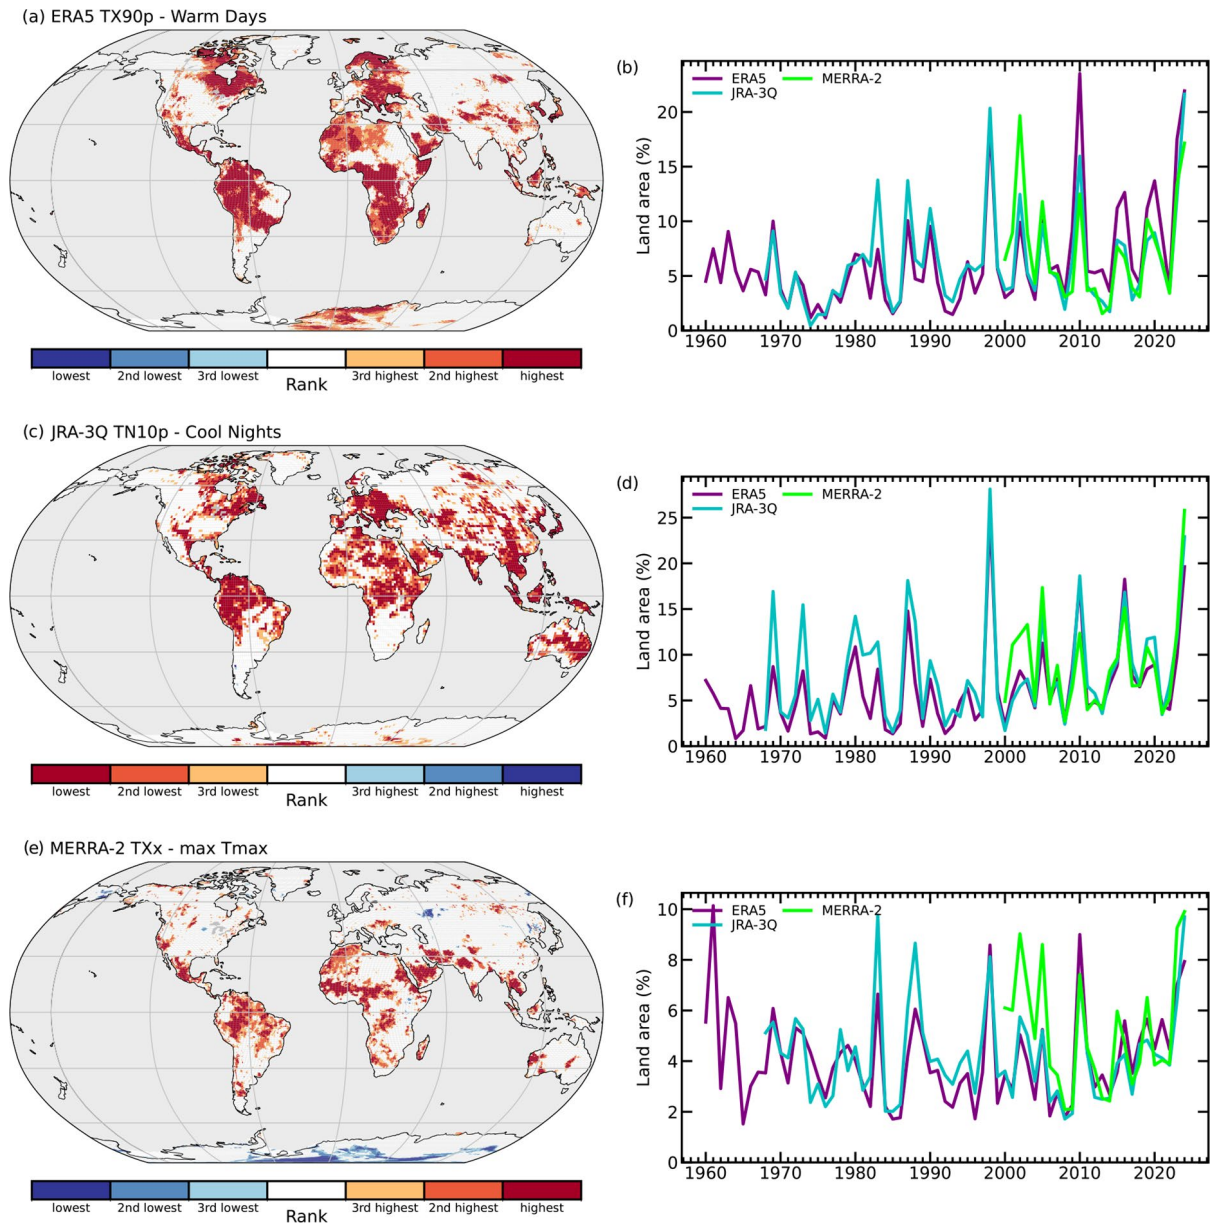 (a) ERA5 TX90p - Warm Days
lowest 2nd lowest 3rd lowest Rank 3rd highest 2nd highest highest
(b)
ERA5 MERRA-2
JRA-3Q
Land area (%)
20
15
10
5
0
1960 1970 1980 1990 2000 2010 2020
(c) JRA-3Q TN10p - Cool Nights
lowest 2nd lowest 3rd lowest Rank 3rd highest 2nd highest highest
(d)
ERA5 MERRA-2
JRA-3Q
Land area (%)
25
20
15
10
5
0
1960 1970 1980 1990 2000 2010 2020
(e) MERRA-2 TXx - max Tmax
lowest 2nd lowest 3rd lowest Rank 3rd highest 2nd highest highest
(f)
ERA5 MERRA-2
JRA-3Q
Land area (%)
10
8
6
4
2
0
1960 1970 1980 1990 2000 2010 2020